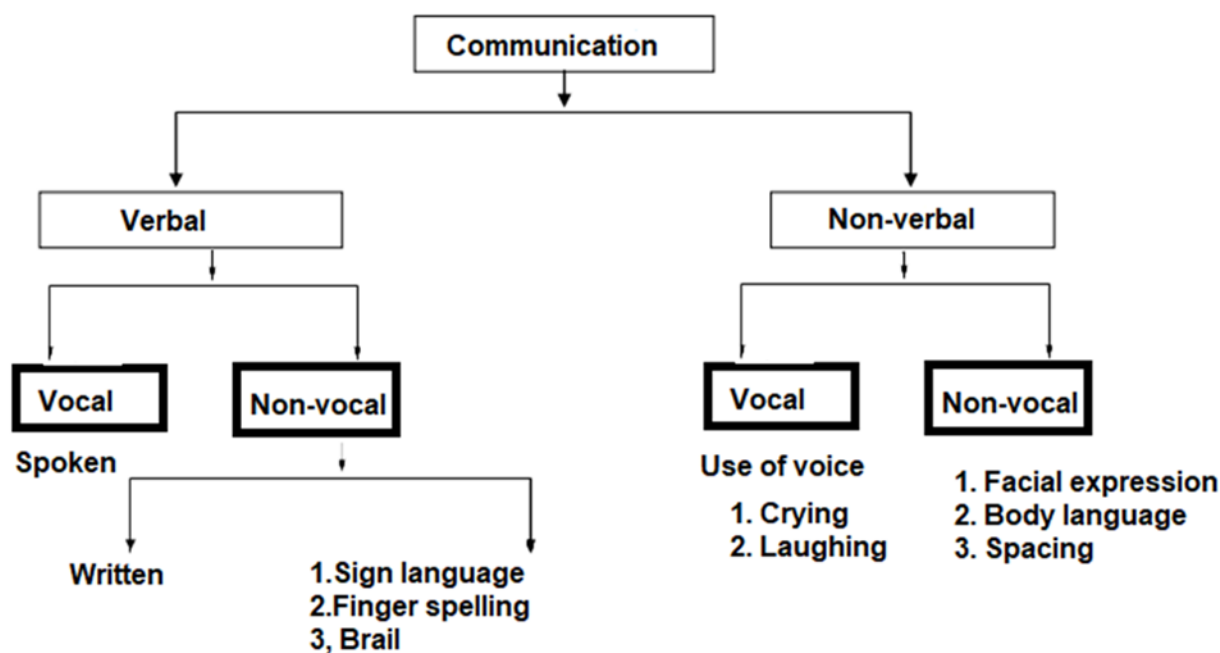 Communication
Verbal
Non-verbal
Vocal
Non-vocal
Vocal
Non-vocal
Spoken
Use of voice
1. Crying
2. Laughing
1. Facial expression
2. Body language
3. Spacing
Written
1.Sign language
2.Finger spelling
3, Brail